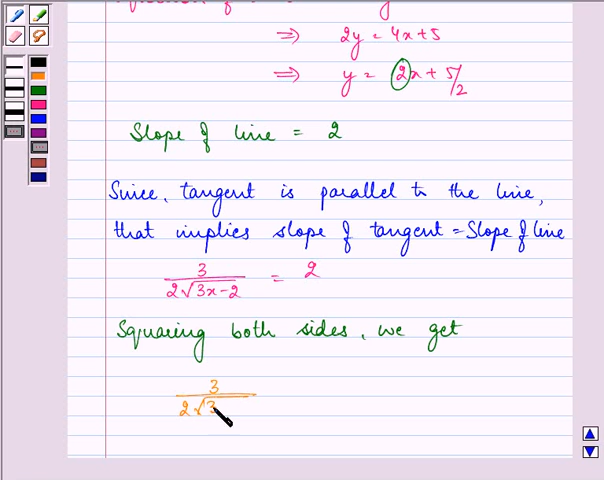 ⇒ 2y = 4x + 5
⇒ y = 2x + 5/2
Slope of line = 2
Since, tangent is parallel to the line,
that implies slope of tangent = Slope of line
3/(2√3x-2) = 2
Squaring both sides, we get
3/(2√3